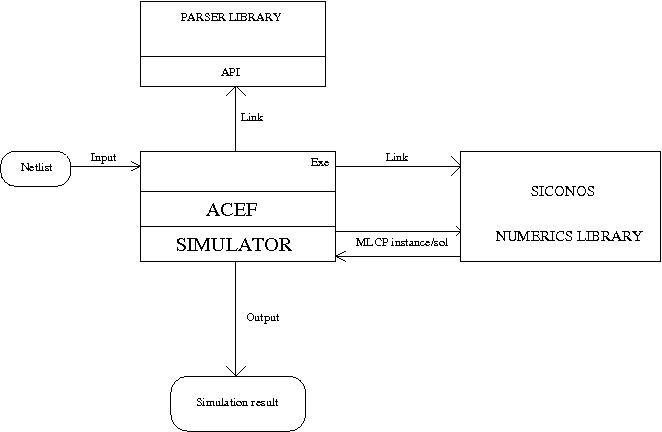 PARSER LIBRARY
API
Link
Netlist
Input
Exe
Link
ACEF
SIMULATOR
MLCP instance/sol
SICONOS
NUMERICS LIBRARY
Output
Simulation result